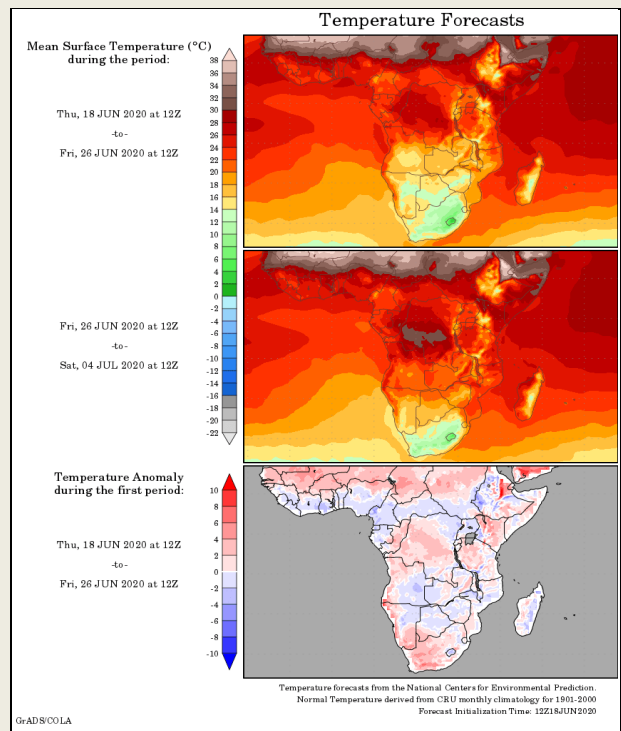 Temperature Forecasts
Mean Surface Temperature (°C)
during the period:
38
36
34
32
30
28
26
24
22
20
18
16
14
12
10
8
6
4
2
0
-2
-4
-6
-8
-10
-12
-14
-16
-18
-20
-22
Thu, 18 JUN 2020 at 12Z
-to-
Fri, 26 JUN 2020 at 12Z
Fri, 26 JUN 2020 at 12Z
-to-
Sat, 04 JUL 2020 at 12Z
Temperature Anomaly
during the first period:
10
8
6
4
2
0
-2
-4
-6
-8
-10
Thu, 18 JUN 2020 at 12Z
-to-
Fri, 26 JUN 2020 at 12Z
Temperature forecasts from the National Centers for Environmental Prediction.
Normal Temperature derived from CRU monthly climatology for 1901-2000
Forecast Initialization Time: 12Z18JUN2020
GrADS/COLA